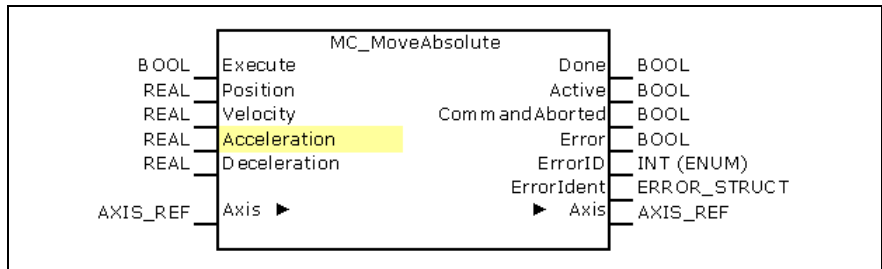 MC_MoveAbsolute
BOOL Execute Done BOOL
REAL Position Active BOOL
REAL Velocity CommandAborted BOOL
REAL Acceleration Error BOOL
REAL Deceleration ErrorID INT (ENUM)
ErrorIdent ERROR_STRUCT
AXIS_REF Axis ► ► Axis AXIS_REF